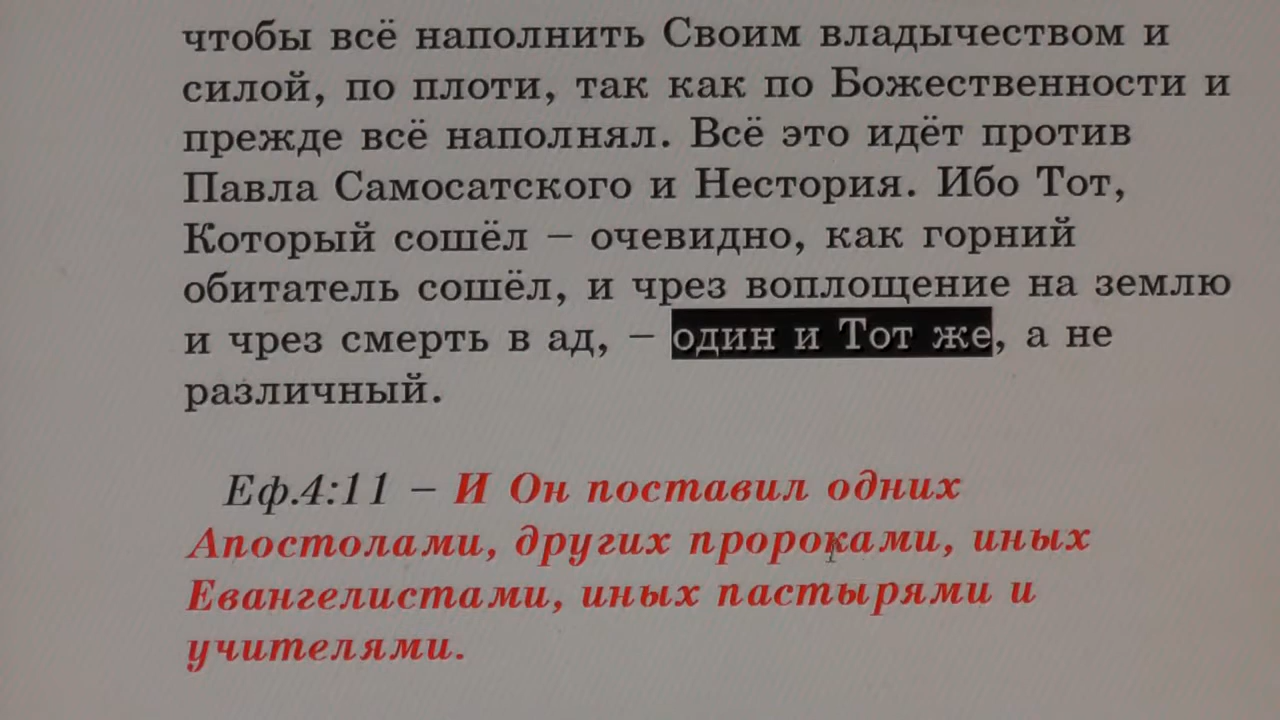 чтобы всё наполнить Своим владычеством и
силой, по плоти, так как по Божественности и
прежде всё наполнял. Всё это идёт против
Павла Самосатского и Нестория. Ибо Тот,
Который сошёл – очевидно, как горний
обитатель сошёл, и чрез воплощение на землю
и чрез смерть в ад, – один и Тот же, а не
различный.
Еф.4:11 – И Он поставил одних
Апостолами, других пророками, иных
Евангелистами, иных пастырями и
учителями.